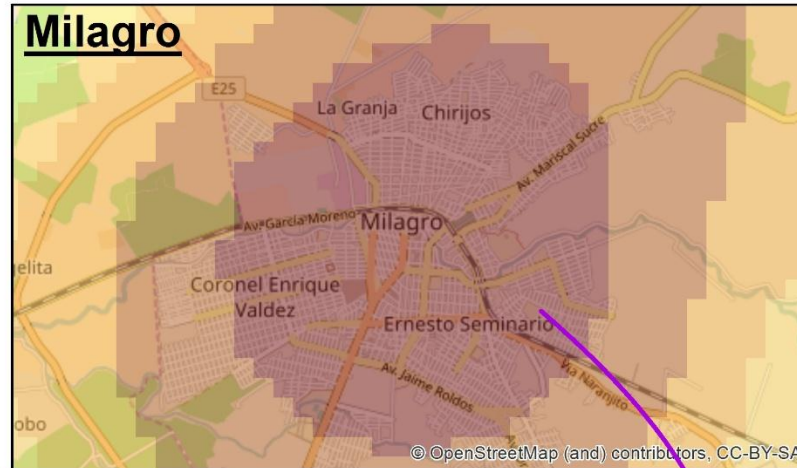 Milagro
E25
La Granja
Chirijos
Av. Mariscal Sucre
Av. García Moreno
Milagro
gelita
Coronel Enrique
Valdez
Ernesto Seminario
Av. Jaime Roldos
Vía Naranjito
obo
© OpenStreetMap (and) contributors, CC-BY-SA